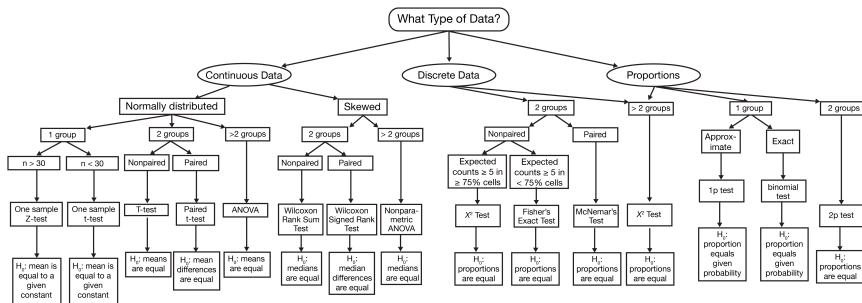 What Type of Data?
Continuous Data
Discrete Data
Proportions
Normally distributed
Skewed
2 groups
> 2 groups
1 group
2 groups
1 group
2 groups
>2 groups
2 groups
> 2 groups
Nonpaired
Paired
Approx-
imate
Exact
n > 30
n < 30
Nonpaired
Paired
Nonpaired
Paired
Expected
counts ≥ 5 in
≥ 75% cells
Expected
counts ≥ 5 in
< 75% cells
1p test
binomial
test
One sample
Z-test
One sample
t-test
T-test
Paired
t-test
ANOVA
Wilcoxon
Rank Sum
Test
Wilcoxon
Signed Rank
Test
Nonpara-
metric
ANOVA
X² Test
Fisher's
Exact Test
McNemar's
Test
X² Test
2p test
H₀: mean is
equal to a
given
constant
H₀: mean is
equal to a
given
constant
H₀: means
are equal
H₀: mean
differences
are equal
H₀: means
are equal
H₀:
medians are
equal
H₀: median
differences
are equal
H₀:
medians are
equal
H₀:
proportions
are equal
H₀:
proportions
are equal
H₀:
proportions
are equal
H₀:
proportions
are equal
H₀:
proportion
equals
given
probability
H₀:
proportion
equals
given
probability
H₀:
proportions
are equal